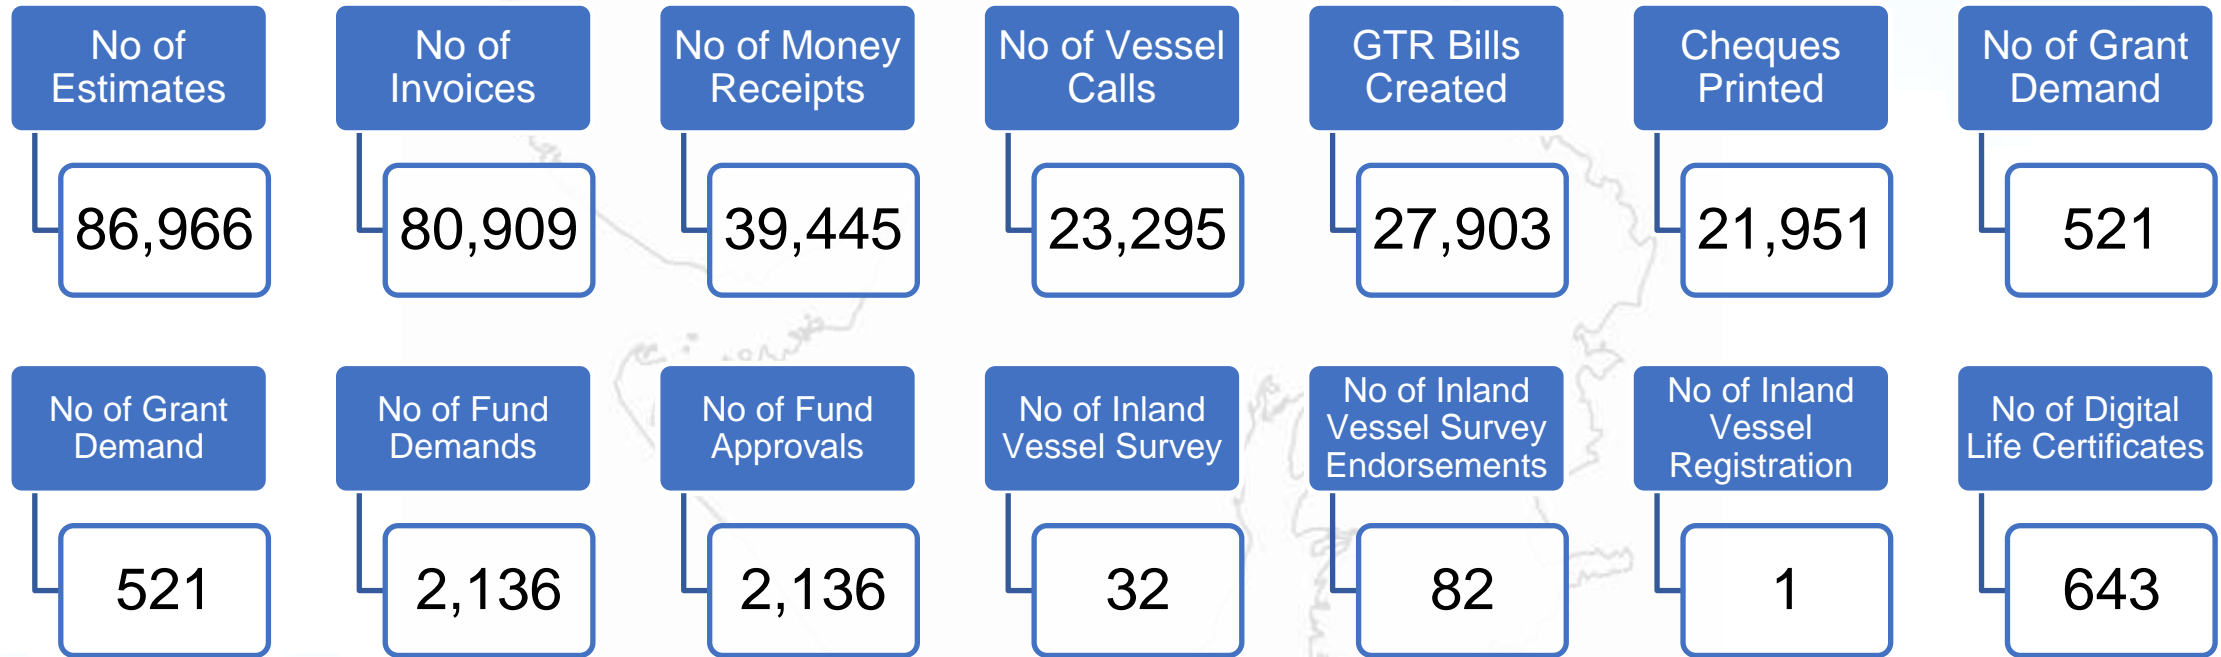 No of
Estimates
86,966
No of
Invoices
80,909
No of Money
Receipts
39,445
No of Vessel
Calls
23,295
GTR Bills
Created
27,903
Cheques
Printed
21,951
No of Grant
Demand
521
No of Grant
Demand
521
No of Fund
Demands
2,136
No of Fund
Approvals
2,136
No of Inland
Vessel Survey
32
No of Inland
Vessel Survey
Endorsements
82
No of Inland
Vessel
Registration
1
No of Digital
Life Certificates
643